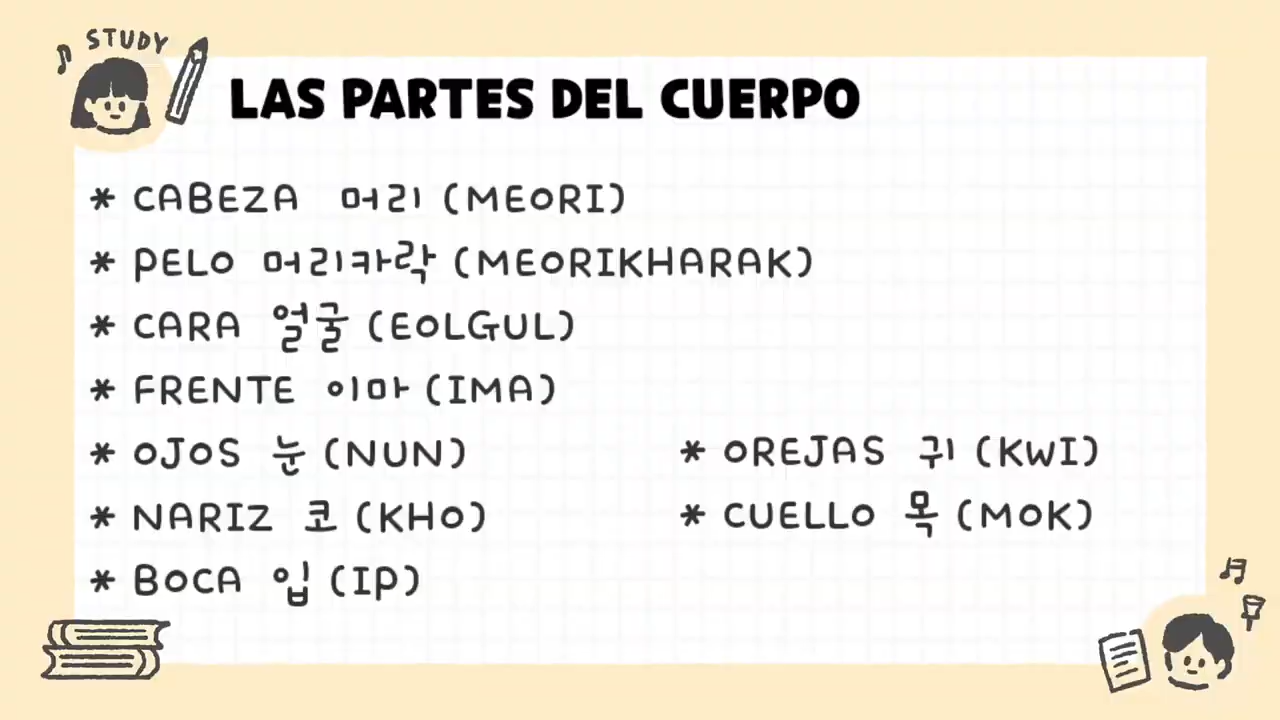 STUDY
LAS PARTES DEL CUERPO
* CABEZA 머리 (MEORI)
* PELO 머리카락 (MEORIKHARAK)
* CARA 얼굴 (EOLGUL)
* FRENTE 이마 (IMA)
* OJOS 눈 (NUN)
* NARIZ 코 (KHO)
* BOCA 입 (IP)
* OREJAS 귀 (KWI)
* CUELLO 목 (MOK)